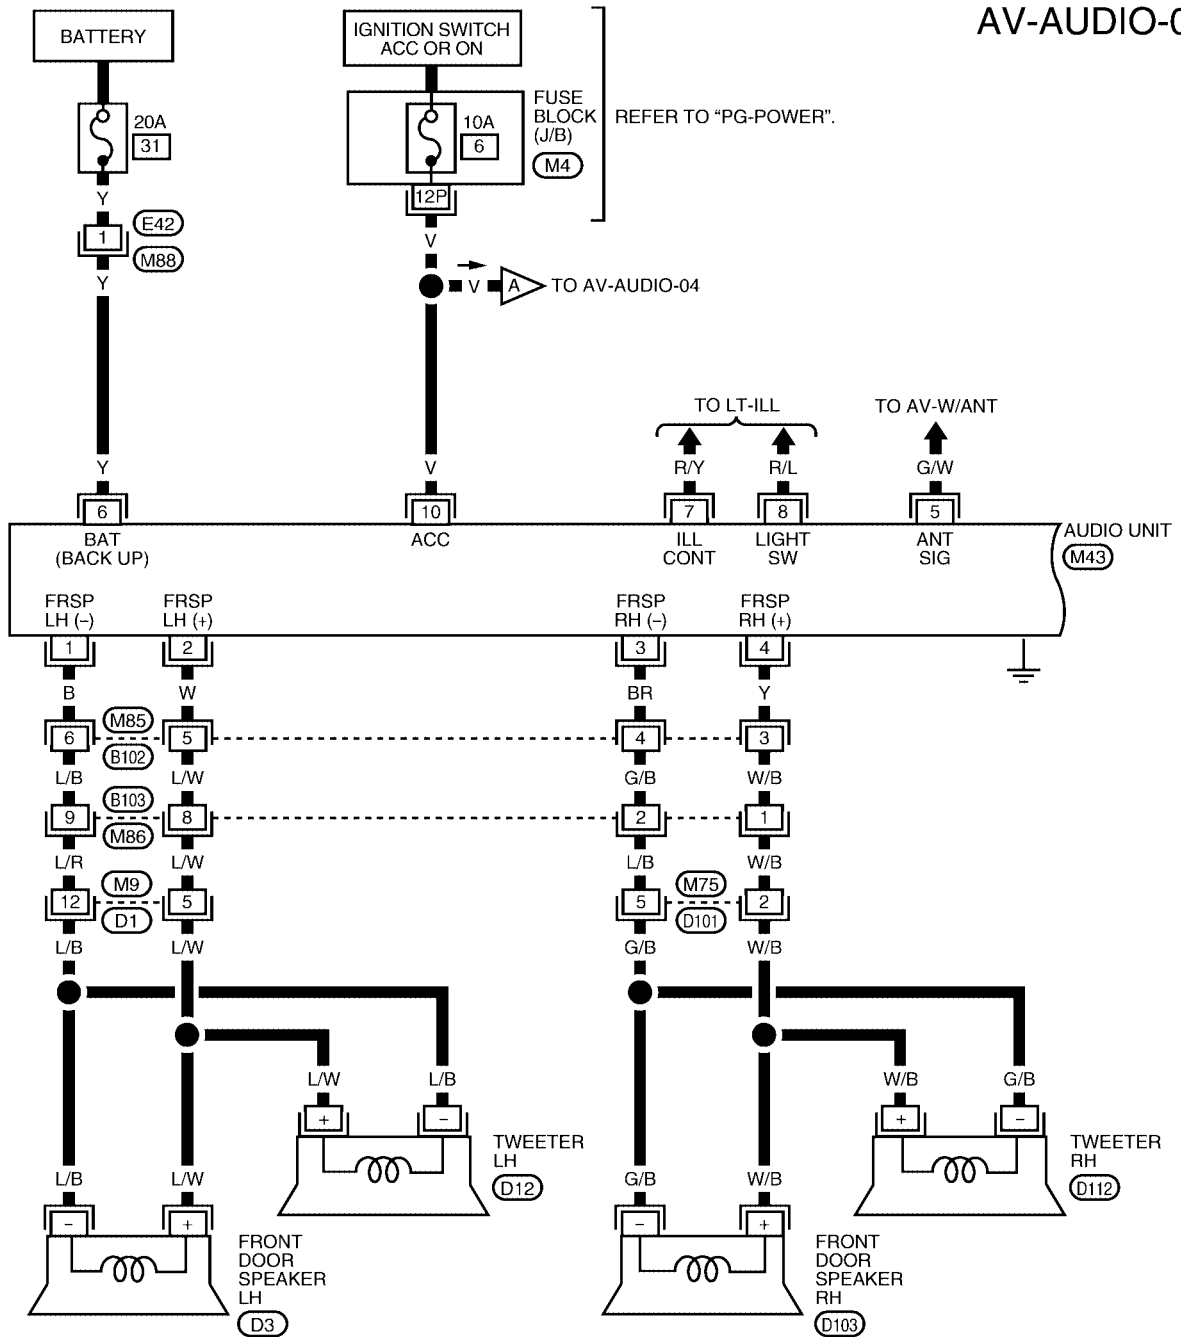 AV-AUDIO-0
BATTERY
IGNITION SWITCH
ACC OR ON
20A
31
10A
6
FUSE
BLOCK
(J/B)
M4
REFER TO “PG-POWER”.
12P
Y
1
E42
M88
Y
V
V
A
TO AV-AUDIO-04
TO LT-ILL
TO AV-W/ANT
Y
V
R/Y
R/L
G/W
6
10
7
8
5
BAT
(BACK UP)
ACC
ILL
CONT
LIGHT
SW
ANT
SIG
AUDIO UNIT
M43
FRSP
LH (–)
FRSP
LH (+)
FRSP
RH (–)
FRSP
RH (+)
1
2
3
4
B
W
BR
Y
6
M85
B102
5
4
3
L/B
L/W
G/B
W/B
9
B103
M86
8
2
1
L/R
L/W
L/B
W/B
12
M9
D1
5
5
M75
D101
2
L/B
L/W
G/B
W/B
L/W
L/B
W/B
G/B
+
–
+
–
TWEETER
LH
D12
TWEETER
RH
D112
L/B
L/W
G/B
W/B
–
+
–
+
FRONT
DOOR
SPEAKER
LH
D3
FRONT
DOOR
SPEAKER
RH
D103